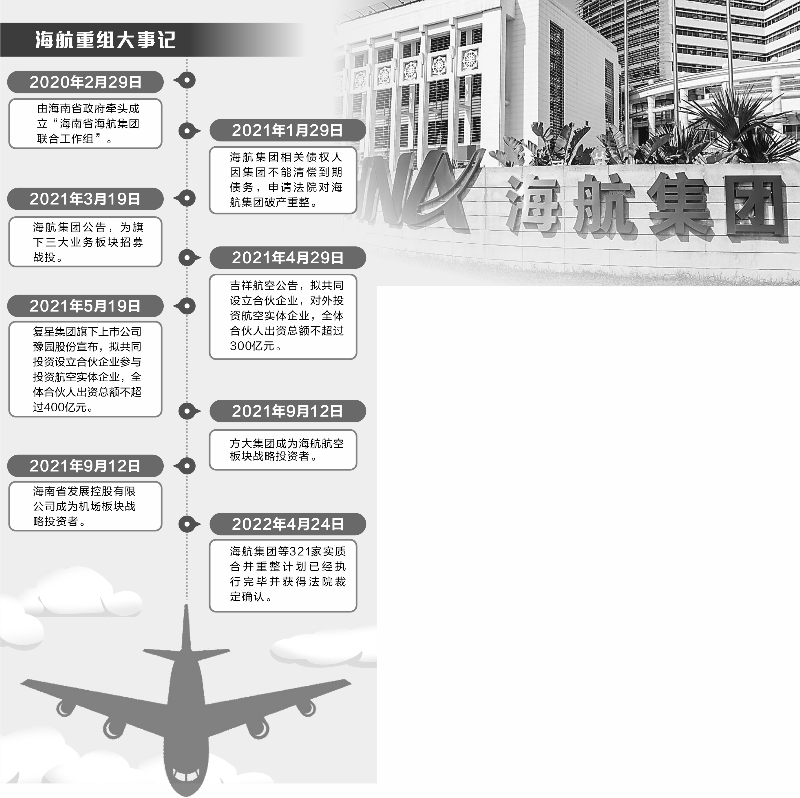 海航重组大事记
2020年2月29日
由海南省政府牵头成
立“海南省海航集团
联合工作组”。
2021年1月29日
海航集团相关债权人
因集团不能清偿到期
债务，申请法院对海
航集团破产重整。
2021年3月19日
海航集团公告，为旗
下三大业务板块招募
战投。
2021年4月29日
吉祥航空公告，拟共同
设立合伙企业，对外投
资航空实体企业，全体
合伙人出资总额不超过
300亿元。
2021年5月19日
复星集团旗下上市公司
豫园股份宣布，拟共同
投资设立合伙企业参与
投资航空实体企业，全
体合伙人出资总额不超
过400亿元。
2021年9月12日
方大集团成为海航航空
板块战略投资者。
2021年9月12日
海南省发展控股有限
公司成为机场板块战
略投资者。
2022年4月24日
海航集团等321家实质
合并重整计划已经执
行完毕并获得法院裁
定确认。
HNA 海航集团